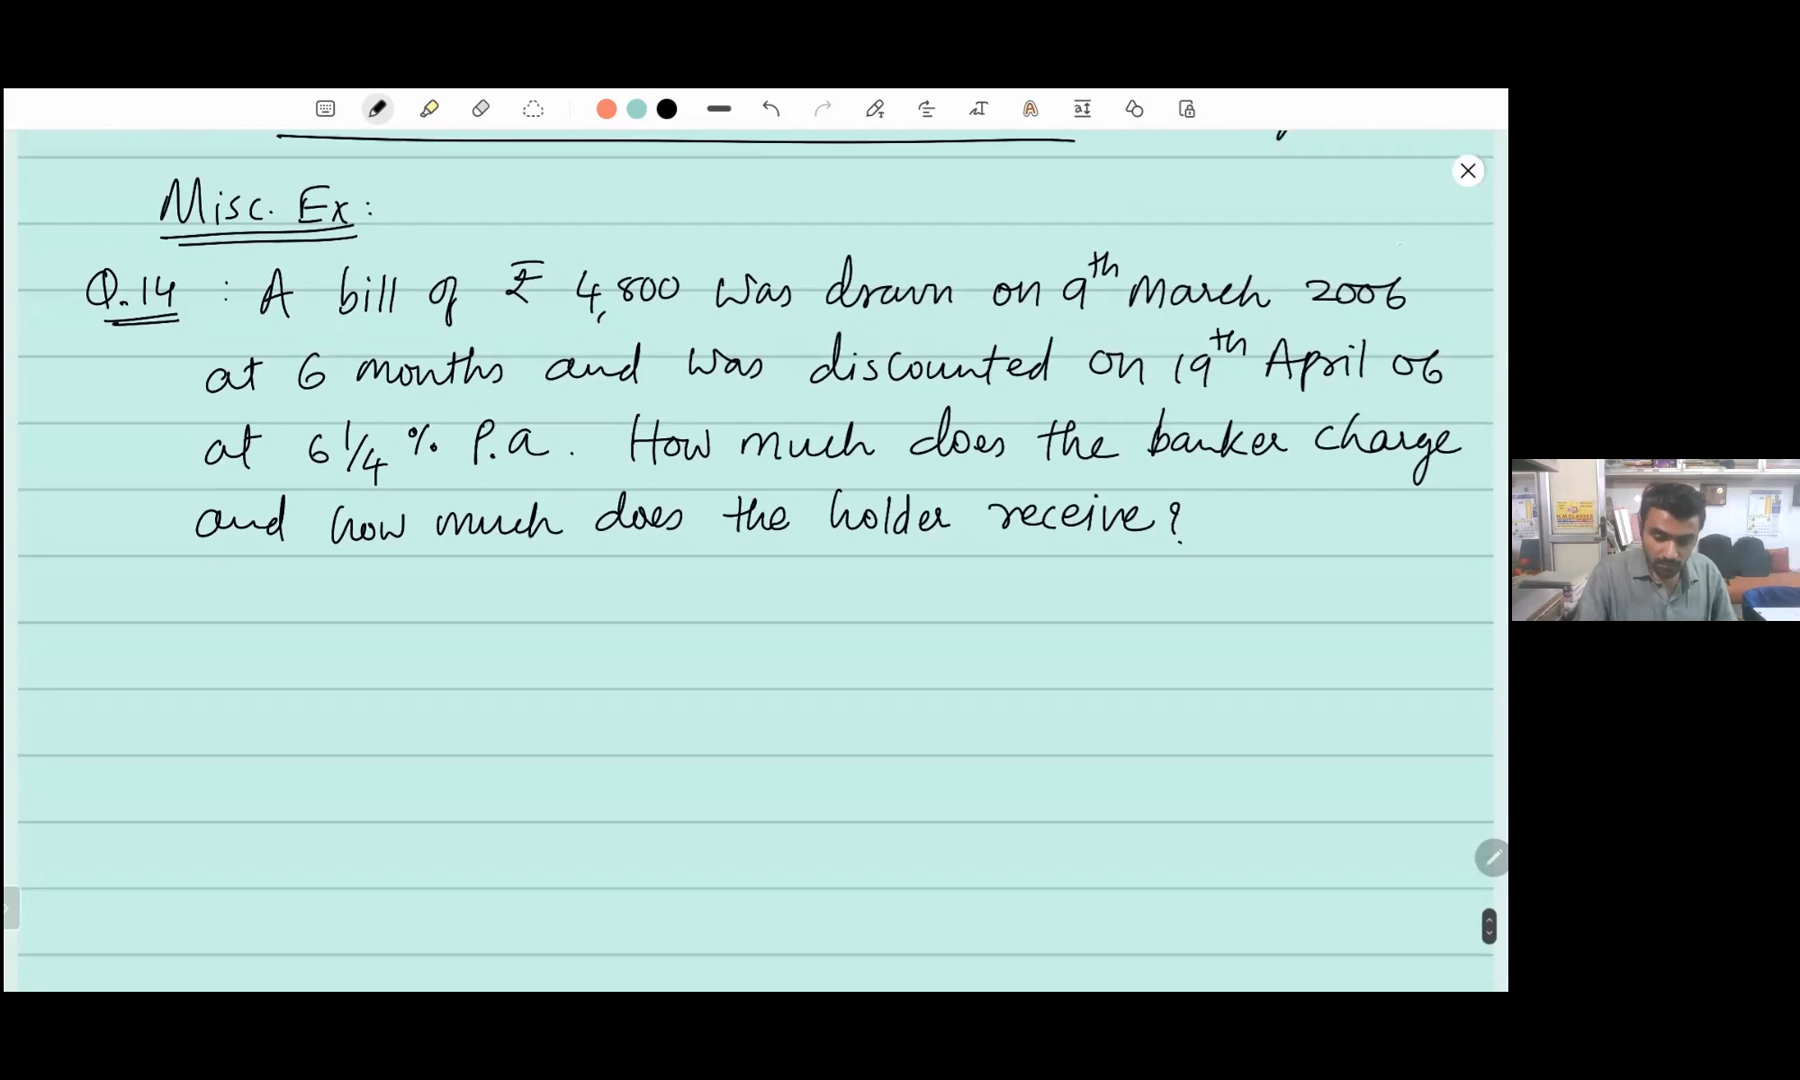 Misc. Ex:
Q.14 : A bill of ₹ 4,800 was drawn on 9th March 2006
at 6 months and was discounted on 19th April 06
at 6 1/4 % P.a. How much does the banker charge
and how much does the holder receive?